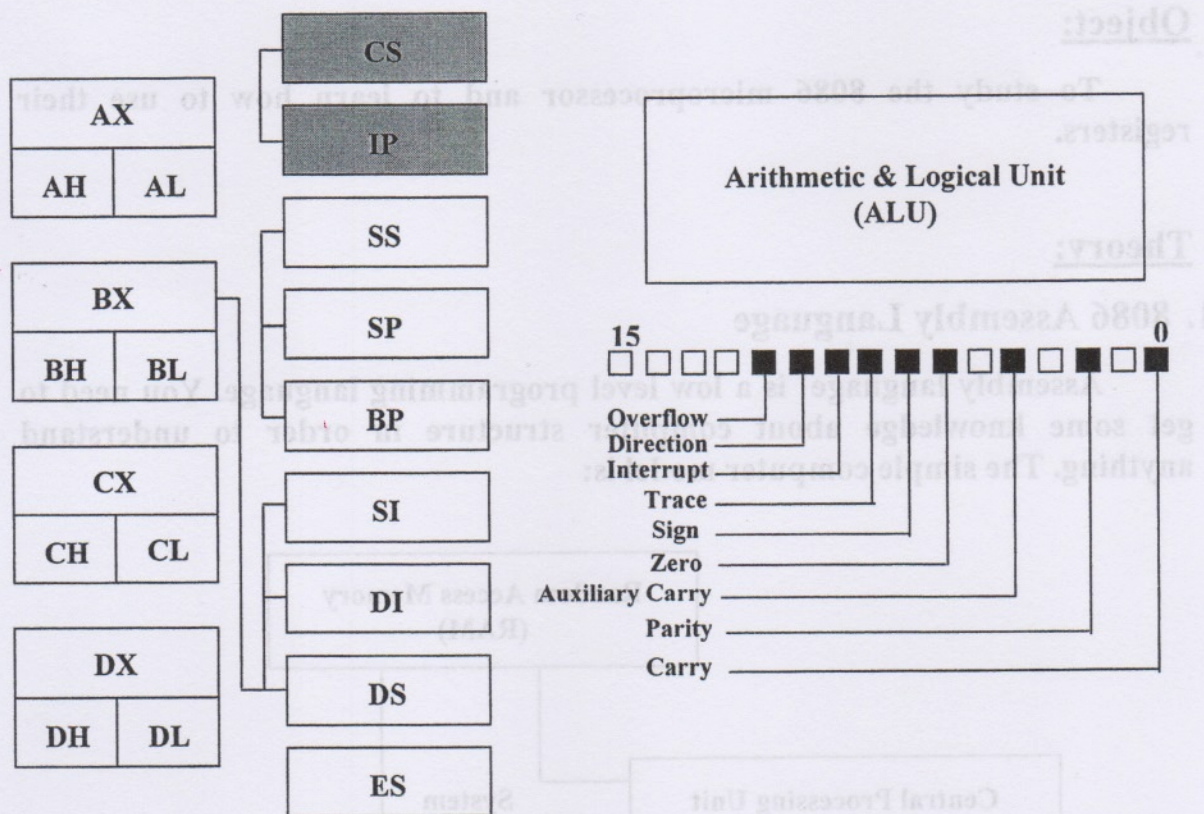 AX
AH AL
BX
BH BL
CX
CH CL
DX
DH DL
CS
IP
SS
SP
BP
SI
DI
DS
ES
Arithmetic & Logical Unit
(ALU)
15 0
Overflow
Direction
Interrupt
Trace
Sign
Zero
Auxiliary Carry
Parity
Carry
Object:
To study the 8086 microprocessor and to learn how to use their
registers.
Theory:
1. 8086 Assembly Language
Assembly language is a low level programming language. You need to
get some knowledge about computer structure in order to understand
anything. The simple computer
Access Memory
(RAM)
Central Processing Unit
System